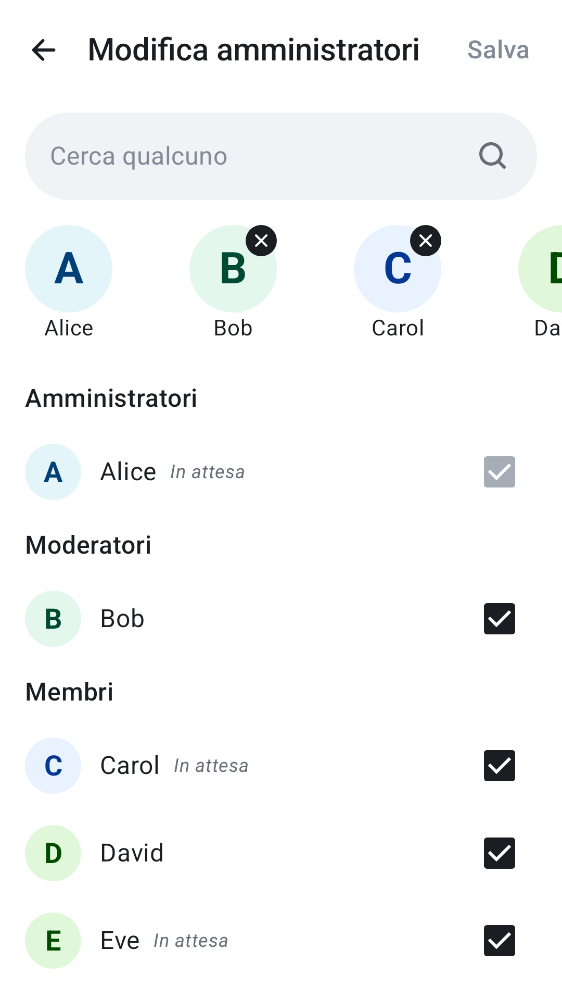 Modifica amministratori Salva
Cerca qualcuno
A B C D
Alice Bob Carol Da
Amministratori
A Alice In attesa
Moderatori
B Bob
Membri
C Carol In attesa
D David
E Eve In attesa